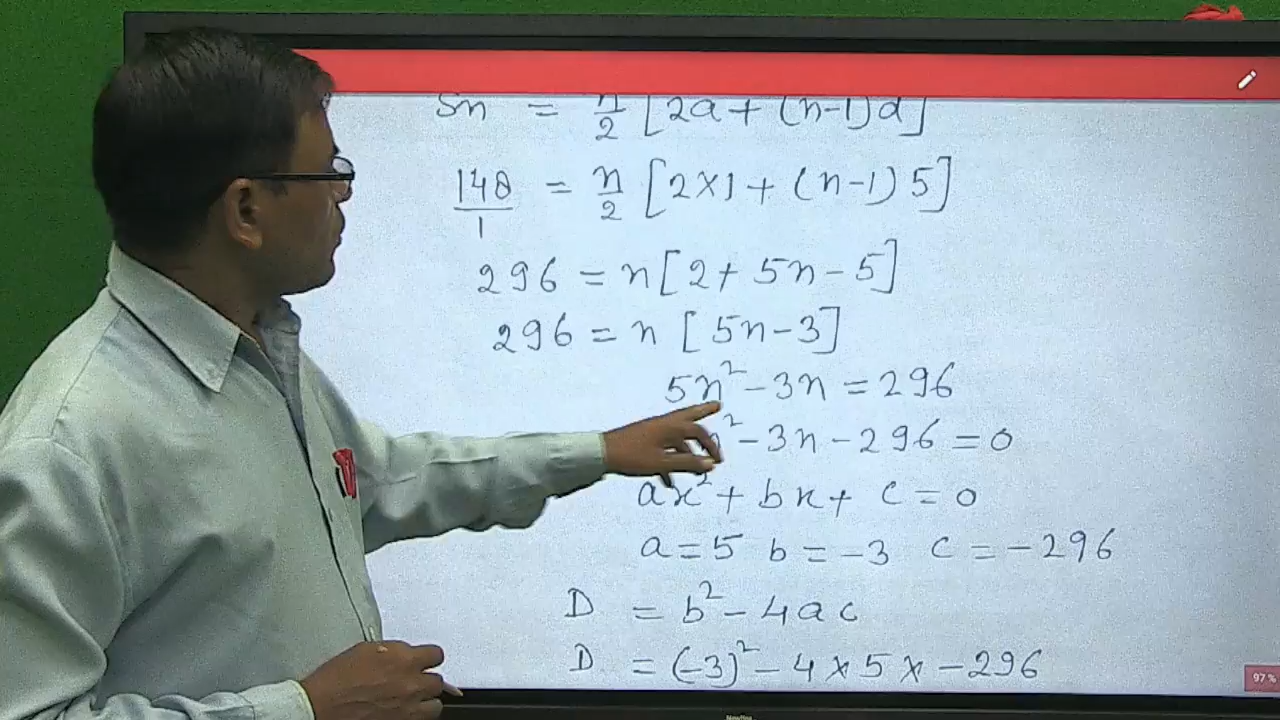 Sn = n/2 [2a + (n-1)d]
148/1 = n/2 [2×1 + (n-1) 5]
296 = n[2 + 5n - 5]
296 = n [5n-3]
5n² - 3n = 296
n² - 3n - 296 = 0
ax² + bx + c = 0
a = 5 b = -3 c = -296
D = b² - 4ac
D = (-3)² - 4 × 5 × -296
97 %